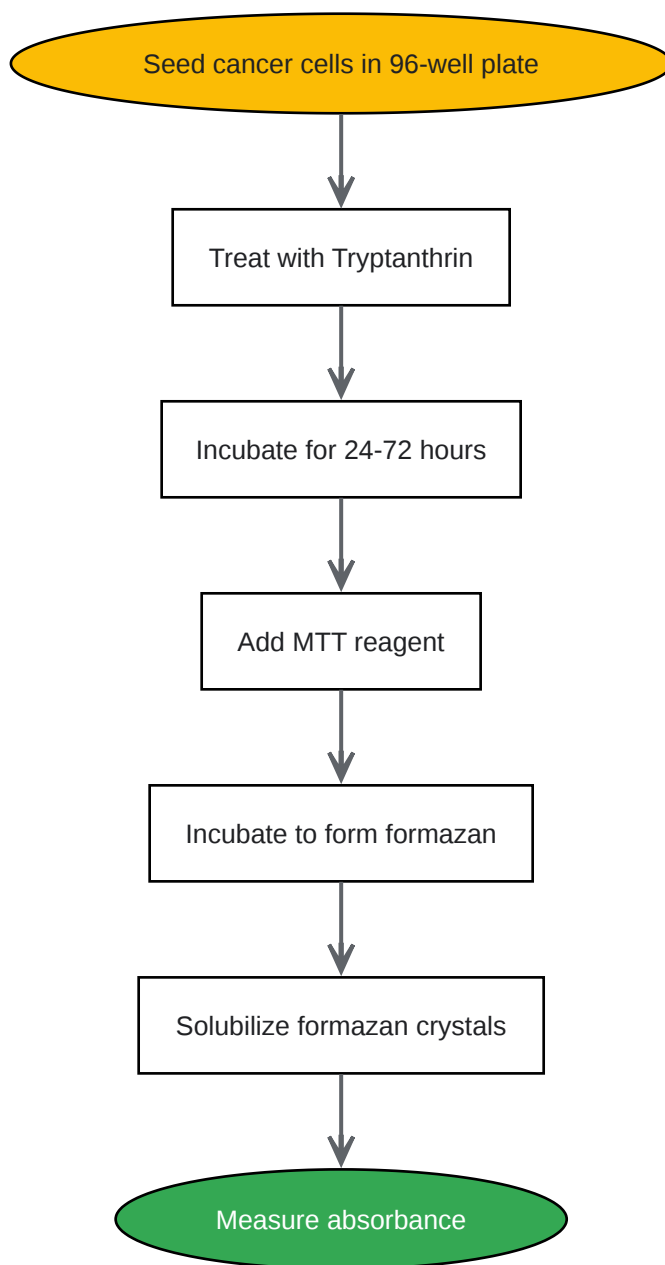 Seed cancer cells in 96-well plate
Treat with Tryptanthrin
Incubate for 24-72 hours
Add MTT reagent
Incubate to form formazan
Solubilize formazan crystals
Measure absorbance